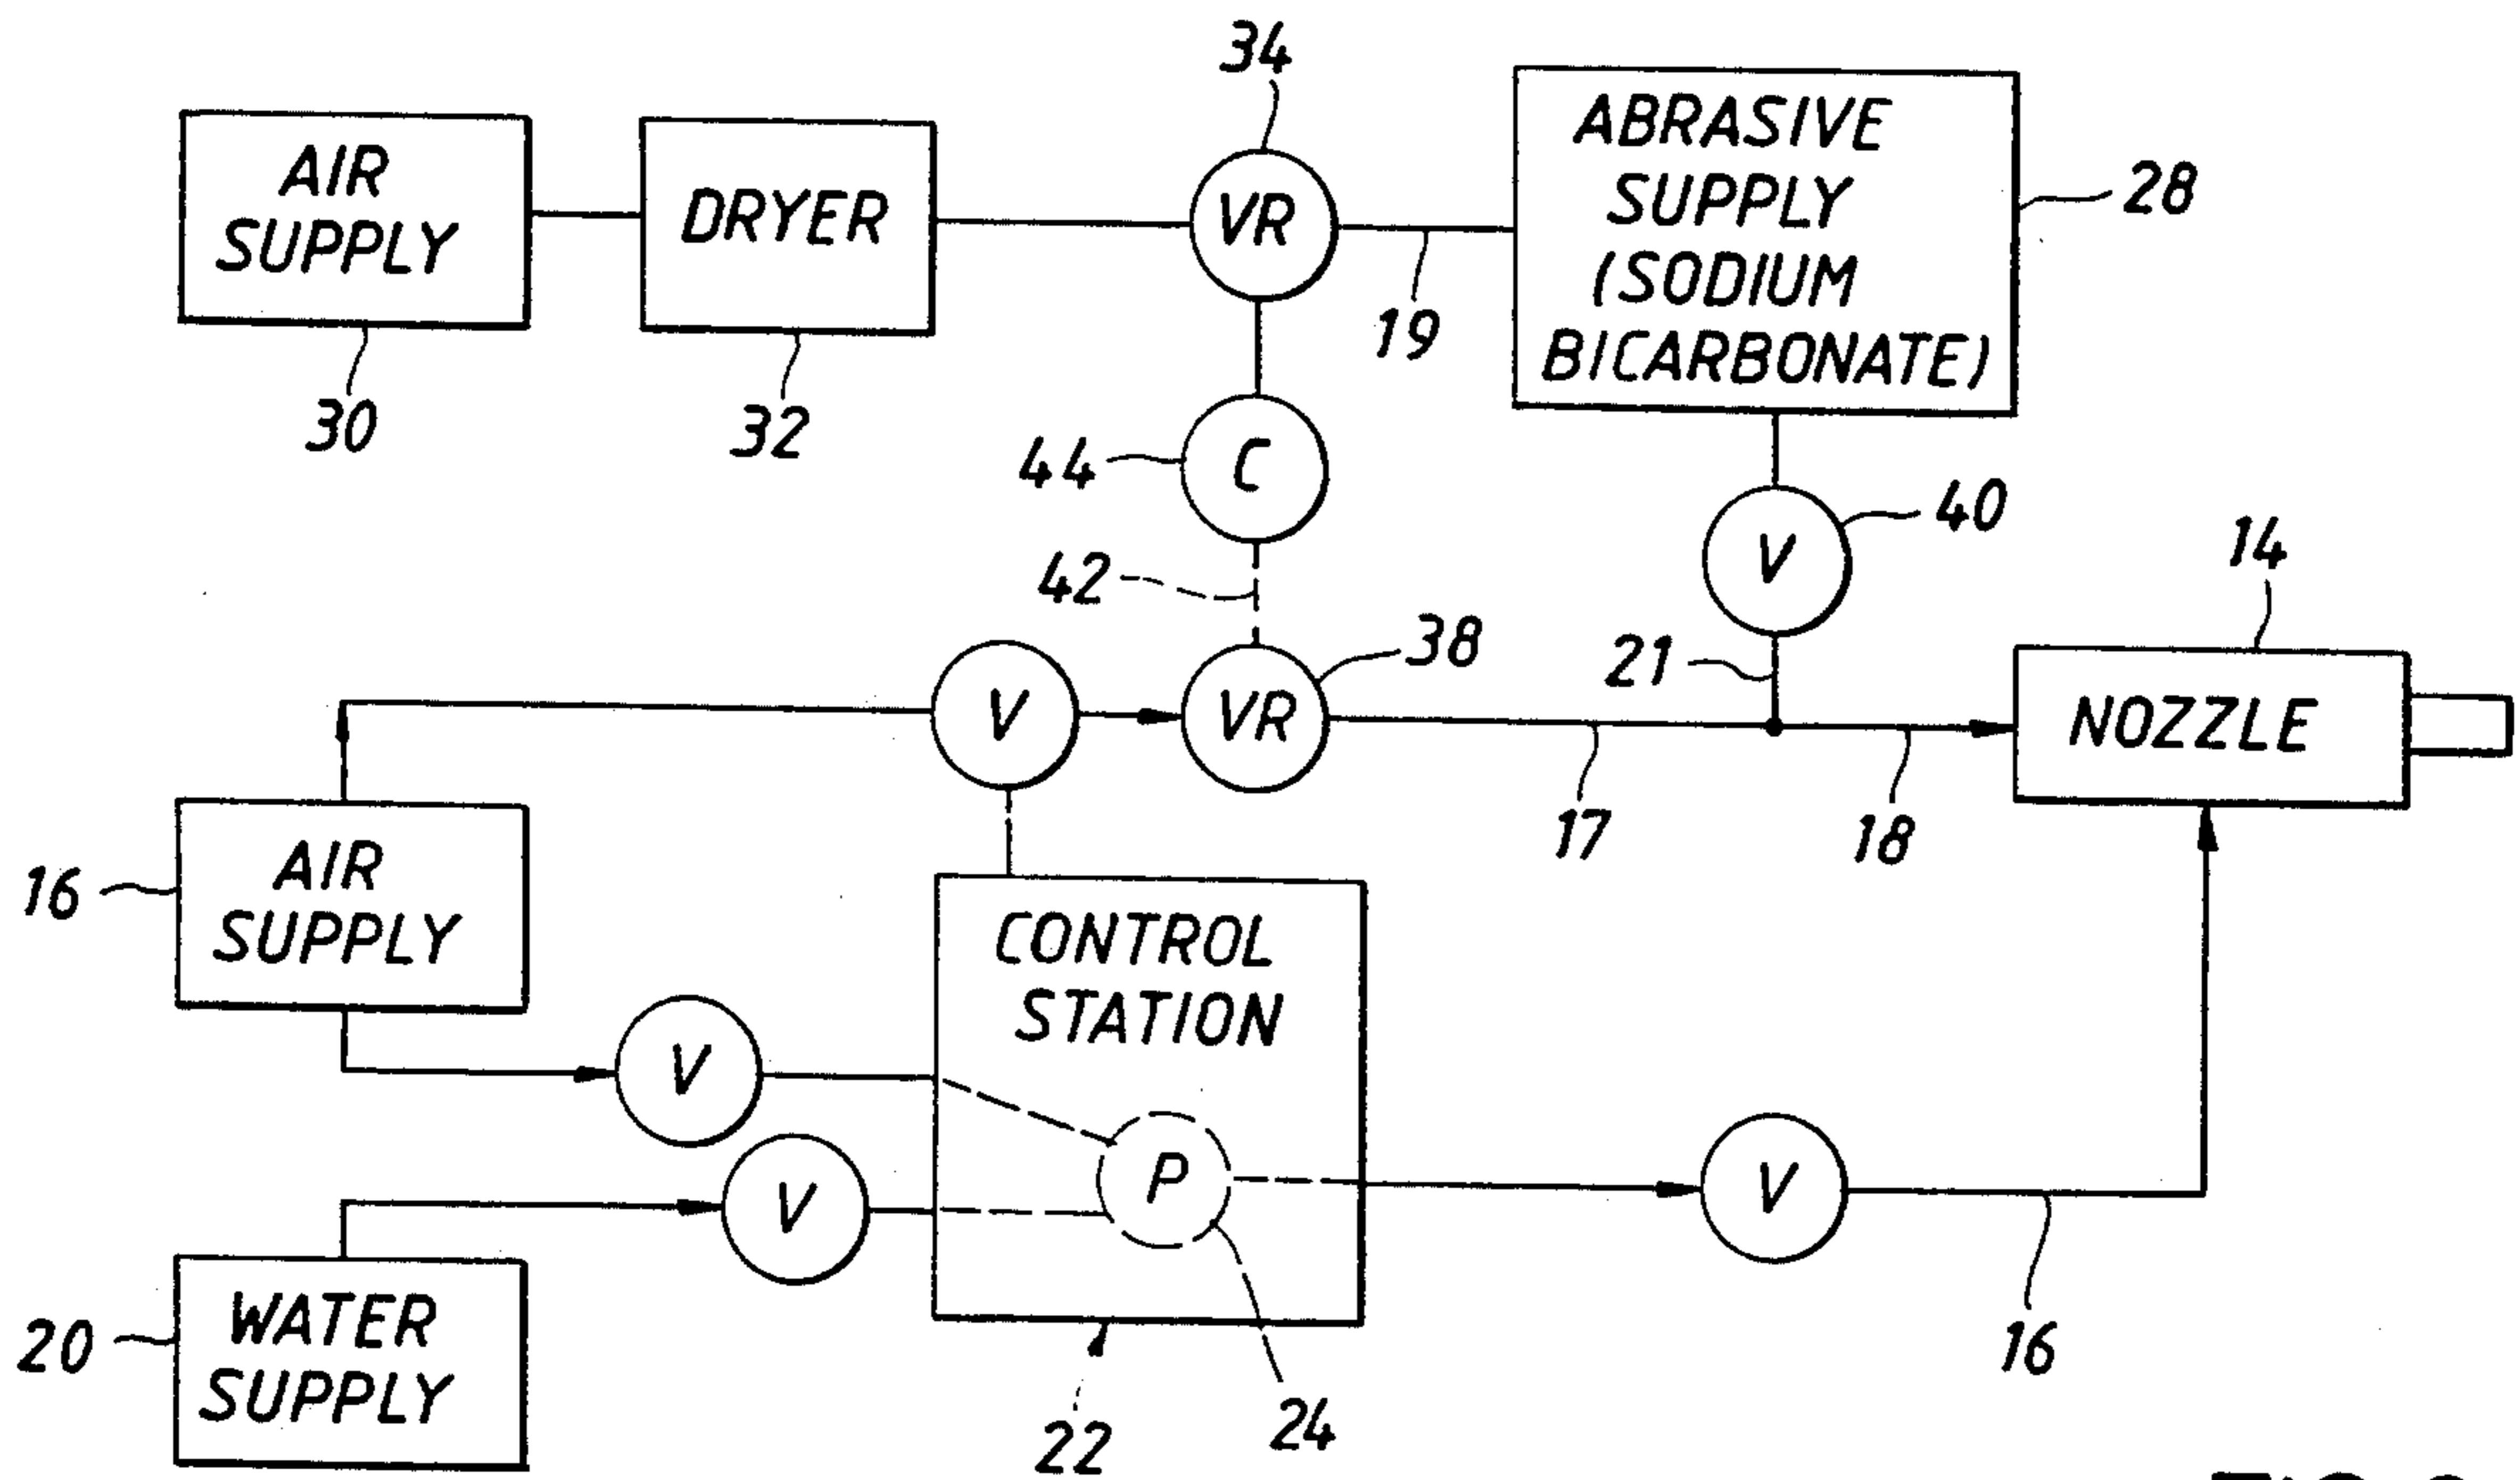 34
AIR
SUPPLY
DRYER
VR
ABRASIVE
SUPPLY
(SODIUM
BICARBONATE)
28
19
30
32
44
C
40
V
42
14
38
21
V
VR
NOZZLE
17
18
16
AIR
SUPPLY
CONTROL
STATION
V
P
V
V
20
WATER
SUPPLY
16
22
24